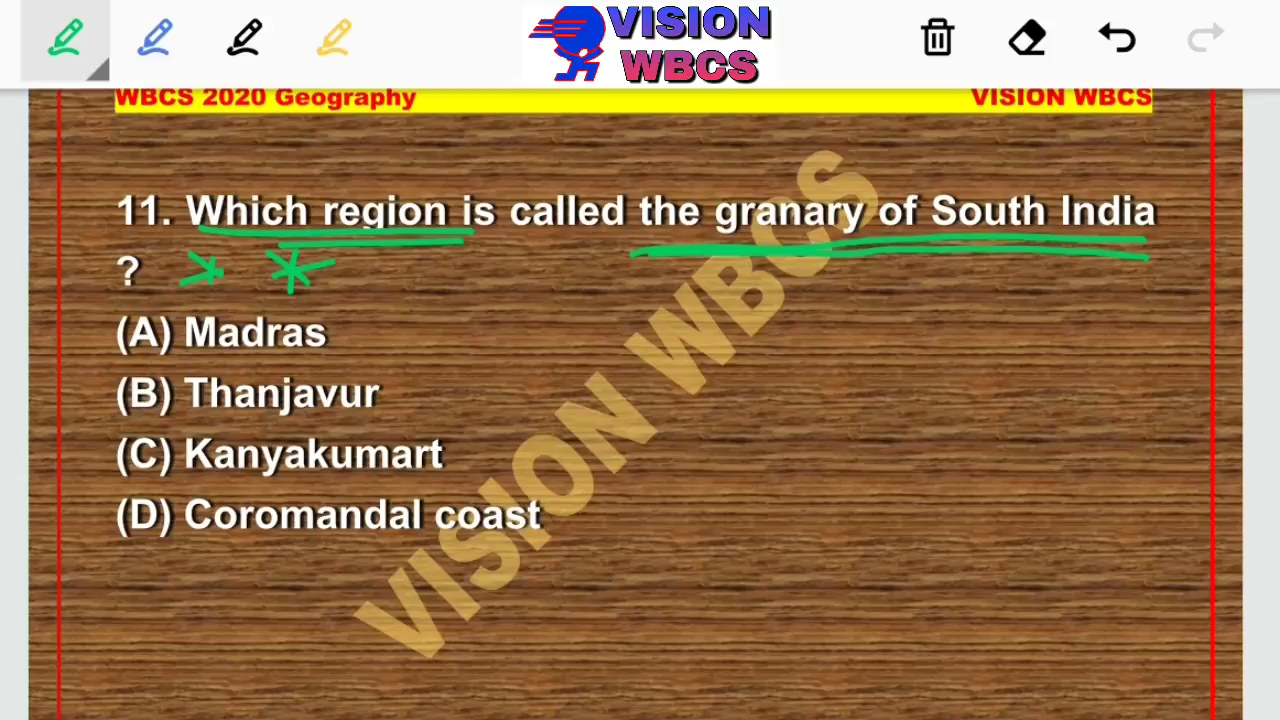 VISION
WBCS
WBCS 2020 Geography VISION WBCS
11. Which region is called the granary of South India
?
(A) Madras
(B) Thanjavur
(C) Kanyakumart
(D) Coromandal coast
VISION WBCS